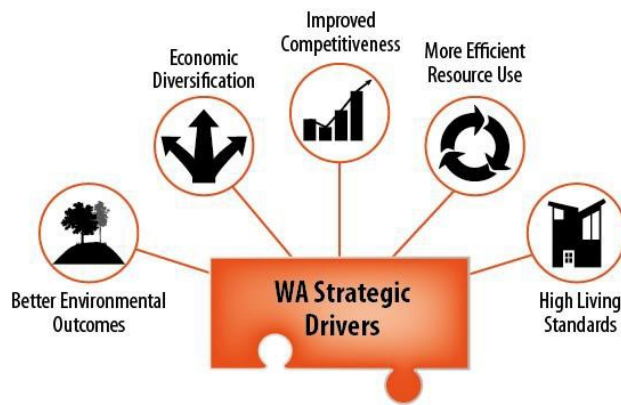 Improved
Competitiveness
Economic
Diversification
More Efficient
Resource Use
Better Environmental
Outcomes
WA Strategic
Drivers
High Living
Standards